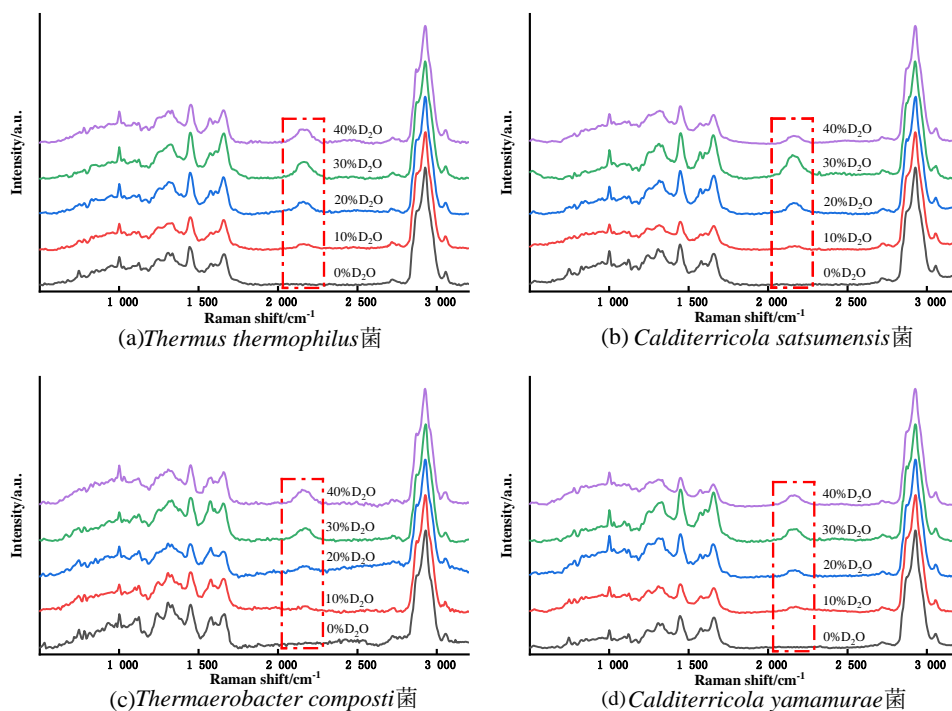 Intensity/a.u.
40%D₂O
30%D₂O
20%D₂O
10%D₂O
0%D₂O
1 000 1 500 2 000 2 500 3 000
Raman shift/cm⁻¹
(a)Thermus thermophilus菌
Intensity/a.u.
40%D₂O
30%D₂O
20%D₂O
10%D₂O
0%D₂O
1 000 1 500 2 000 2 500 3 000
Raman shift/cm⁻¹
(b) Calditerricola satsumensis菌
Intensity/a.u.
40%D₂O
30%D₂O
20%D₂O
10%D₂O
0%D₂O
1 000 1 500 2 000 2 500 3 000
Raman shift/cm⁻¹
(c)Thermaerobacter composti菌
Intensity/a.u.
40%D₂O
30%D₂O
20%D₂O
10%D₂O
0%D₂O
1 000 1 500 2 000 2 500 3 000
Raman shift/cm⁻¹
(d)Calditerricola yamamurae菌